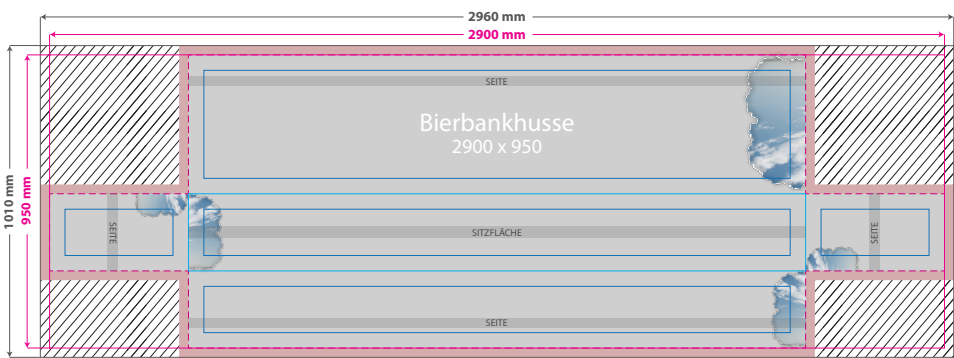 2960 mm
2900 mm
1010 mm
950 mm
SEITE
Bierbankhusse
2900 x 950
SEITE
SITZFLÄCHE
SEITE
SEITE